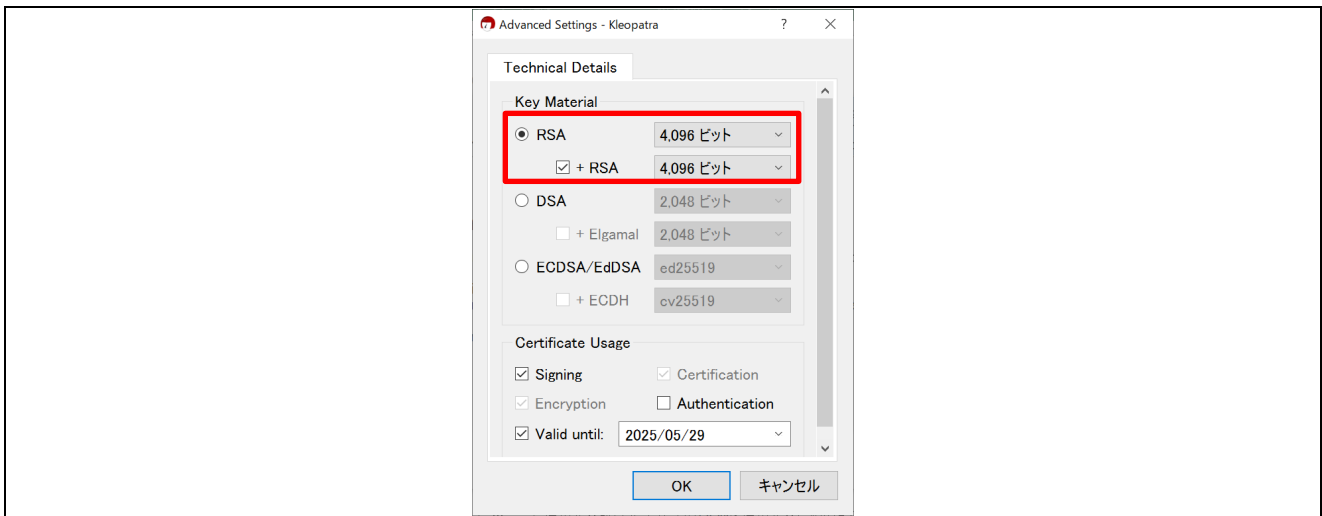 Advanced Settings - Kleopatra ?
Technical Details
Key Material
RSA 4,096 ビット
+ RSA 4,096 ビット
DSA 2,048 ビット
+ Elgamal 2,048 ビット
ECDSA/EdDSA ed25519
+ ECDH cv25519
Certificate Usage
Signing Certification
Encryption Authentication
Valid until: 2025/05/29
OK キャンセル